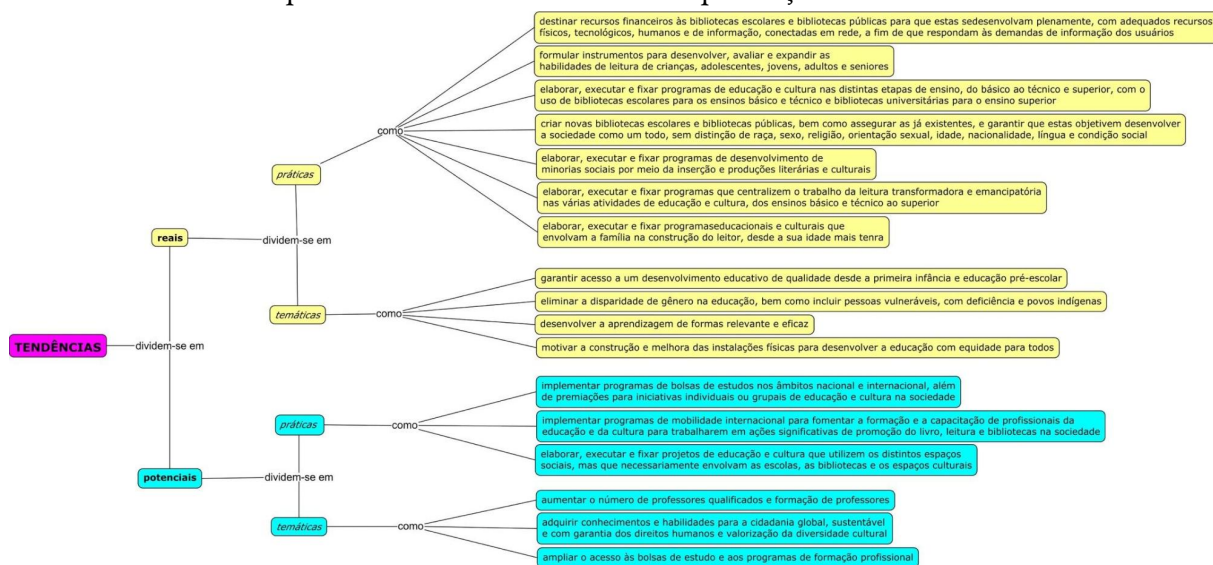 destinar recursos financeiros às bibliotecas escolares e bibliotecas públicas para que estas sedesenvolvam plenamente, com adequados recursos
físicos, tecnológicos, humanos e de informação, conectadas em rede, a fim de que respondam às demandas de informação dos usuários
formular instrumentos para desenvolver, avaliar e expandir as
habilidades de leitura de crianças, adolescentes, jovens, adultos e seniores
elaborar, executar e fixar programas de educação e cultura nas distintas etapas de ensino, do básico ao técnico e superior, com o
uso de bibliotecas escolares para os ensinos básico e técnico e bibliotecas universitárias para o ensino superior
como
criar novas bibliotecas escolares e bibliotecas públicas, bem como assegurar as já existentes, e garantir que estas objetivem desenvolver
a sociedade como um todo, sem distinção de raça, sexo, religião, orientação sexual, idade, nacionalidade, língua e condição social
elaborar, executar e fixar programas de desenvolvimento de
minorias sociais por meio da inserção e produções literárias e culturais
práticas
elaborar, executar e fixar programas que centralizem o trabalho da leitura transformadora e emancipatória
nas várias atividades de educação e cultura, dos ensinos básico e técnico ao superior
elaborar, executar e fixar programaseducacionais e culturais que
envolvam a família na construção do leitor, desde a sua idade mais tenra
reais
dividem-se em
garantir acesso a um desenvolvimento educativo de qualidade desde a primeira infância e educação pré-escolar
eliminar a disparidade de gênero na educação, bem como incluir pessoas vulneráveis, com deficiência e povos indígenas
temáticas
como
desenvolver a aprendizagem de formas relevante e eficaz
motivar a construção e melhora das instalações físicas para desenvolver a educação com equidade para todos
TENDÊNCIAS
dividem-se em
implementar programas de bolsas de estudos nos âmbitos nacional e internacional, além
de premiações para iniciativas individuais ou grupais de educação e cultura na sociedade
práticas
como
implementar programas de mobilidade internacional para fomentar a formação e a capacitação de profissionais da
educação e da cultura para trabalharem em ações significativas de promoção do livro, leitura e bibliotecas na sociedade
elaborar, executar e fixar projetos de educação e cultura que utilizem os distintos espaços
sociais, mas que necessariamente envolvam as escolas, as bibliotecas e os espaços culturais
potenciais
dividem-se em
aumentar o número de professores qualificados e formação de professores
temáticas
como
adquirir conhecimentos e habilidades para a cidadania global, sustentável
e com garantia dos direitos humanos e valorização da diversidade cultural
ampliar o acesso às bolsas de estudo e aos programas de formação profissional